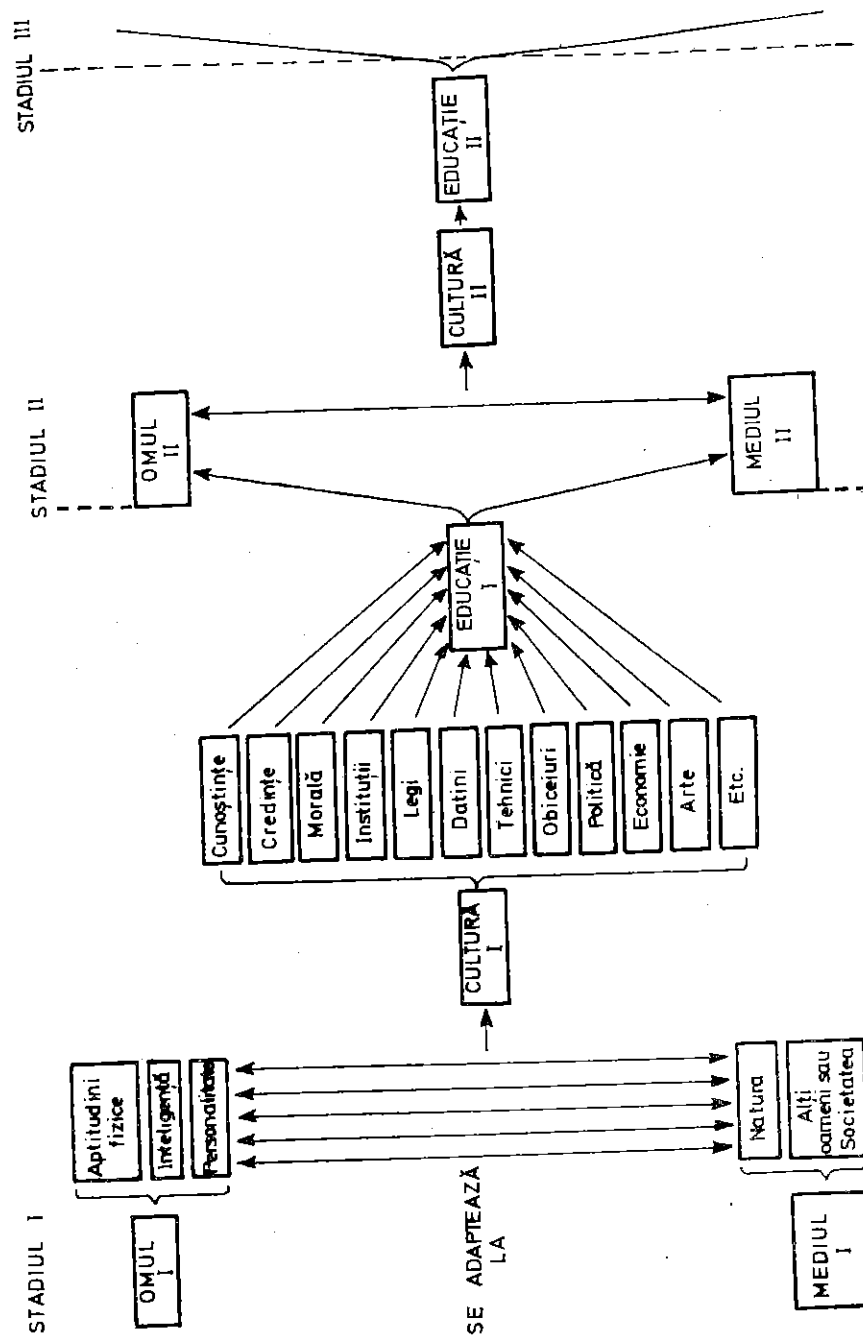 STADIUL I
OMUL
I
Aptitudini
fizice
Inteligență
Personalitate
SE ADAPTEAZĂ
LA
MEDIUL
I
Natura
Alți
oameni sau
Societatea
CULTURĂ
I
Cunoștințe
Credințe
Morală
Instituții
Legi
Datini
Tehnici
Obiceiuri
Politică
Economie
Arte
Etc.
EDUCAȚIE
I
STADIUL II
OMUL
II
MEDIUL
II
CULTURĂ
II
EDUCAȚIE
II
STADIUL III